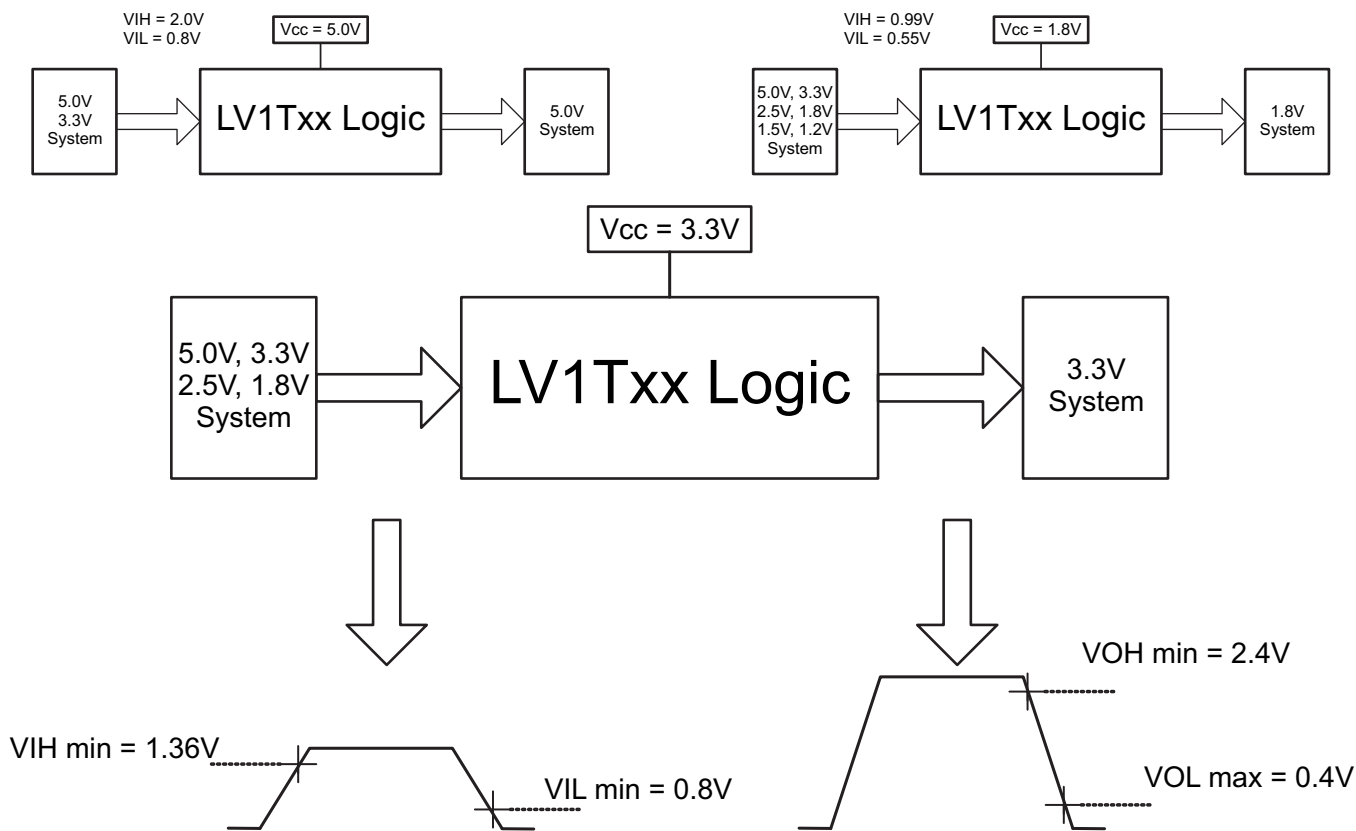 VIH = 2.0V
VIL = 0.8V
Vcc = 5.0V
5.0V
3.3V
System
LV1Txx Logic
5.0V
System
VIH = 0.99V
VIL = 0.55V
Vcc = 1.8V
5.0V, 3.3V
2.5V, 1.8V
1.5V, 1.2V
System
LV1Txx Logic
1.8V
System
Vcc = 3.3V
5.0V, 3.3V
2.5V, 1.8V
System
LV1Txx Logic
3.3V
System
VIH min = 1.36V
VIL min = 0.8V
VOH min = 2.4V
VOL max = 0.4V